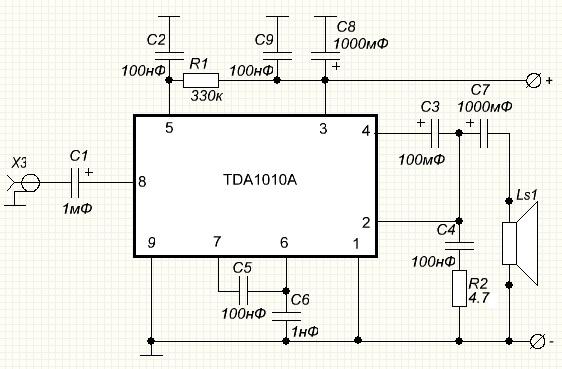 C2
100нФ
R1
330к
C9
100нФ
C8
1000мФ
+
+
5
3
X3
C1
+
1мФ
8
TDA1010A
4
C3
+
100мФ
C7
1000мФ
+
Ls1
2
C4
100нФ
R2
4.7
9
7
6
1
C5
100нФ
C6
1нФ
-